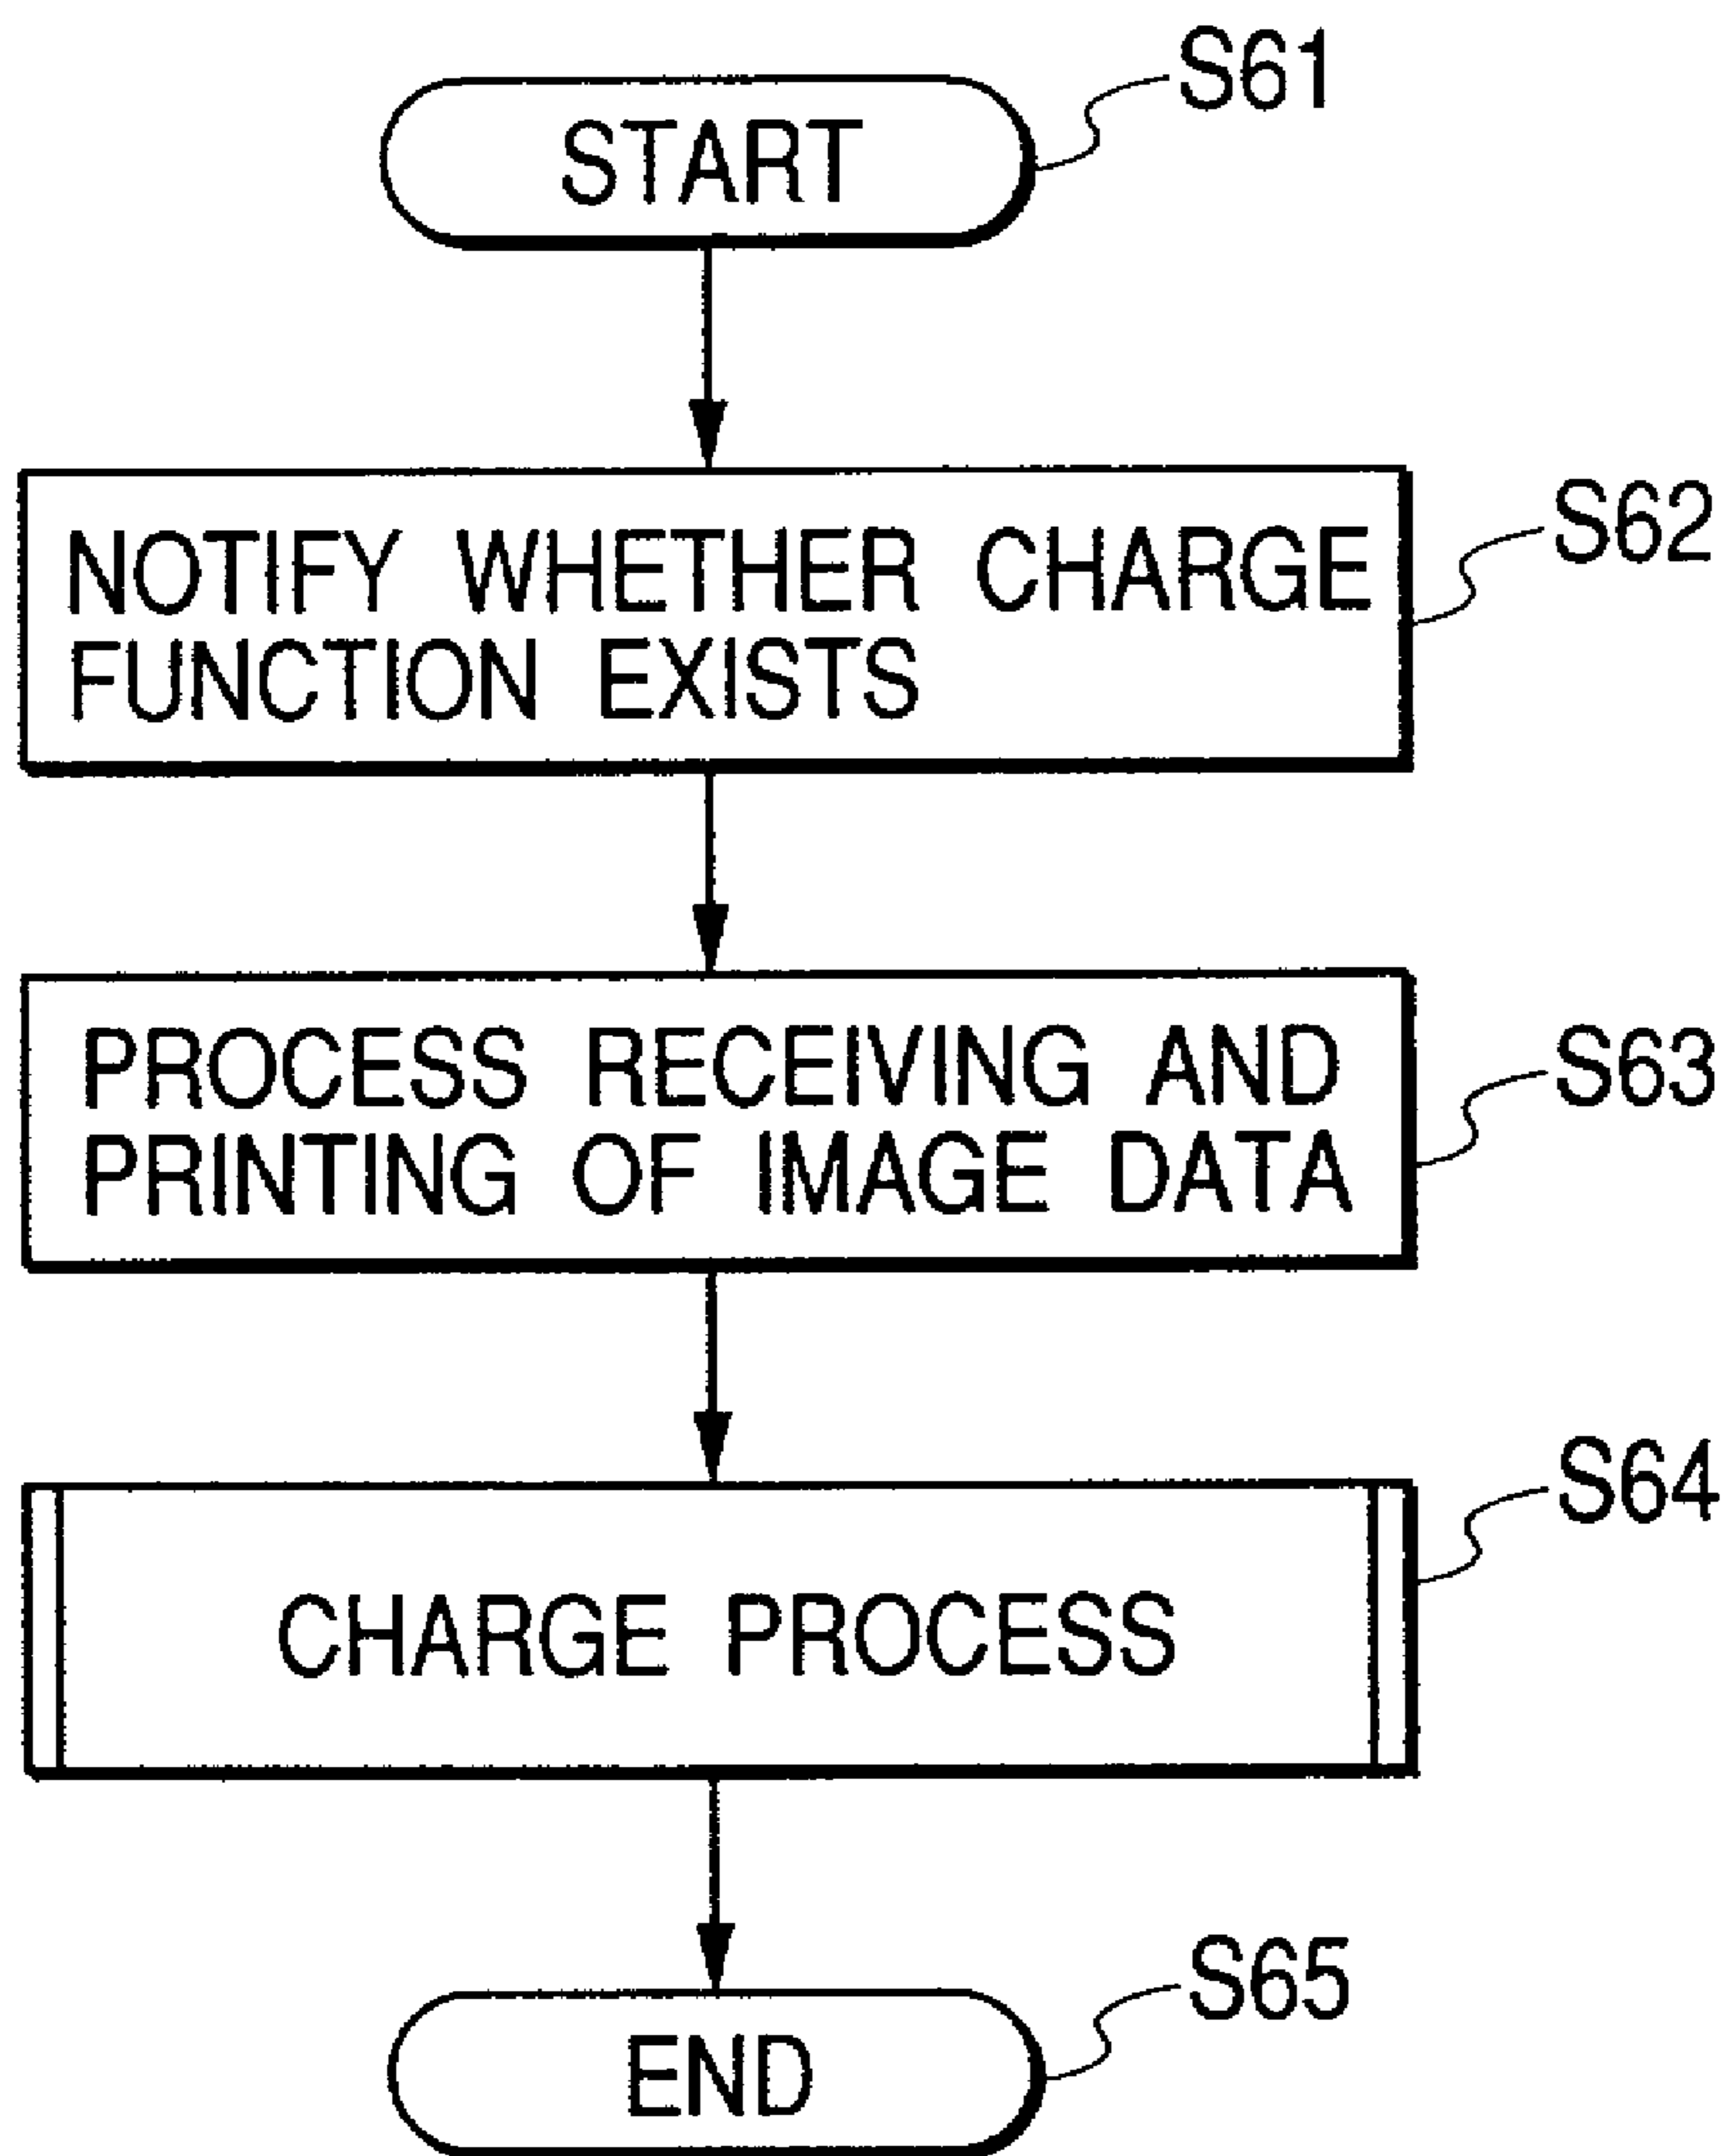 START
S61
NOTIFY WHETHER CHARGE
FUNCTION EXISTS
S62
PROCESS RECEIVING AND
PRINTING OF IMAGE DATA
S63
CHARGE PROCESS
S64
END
S65